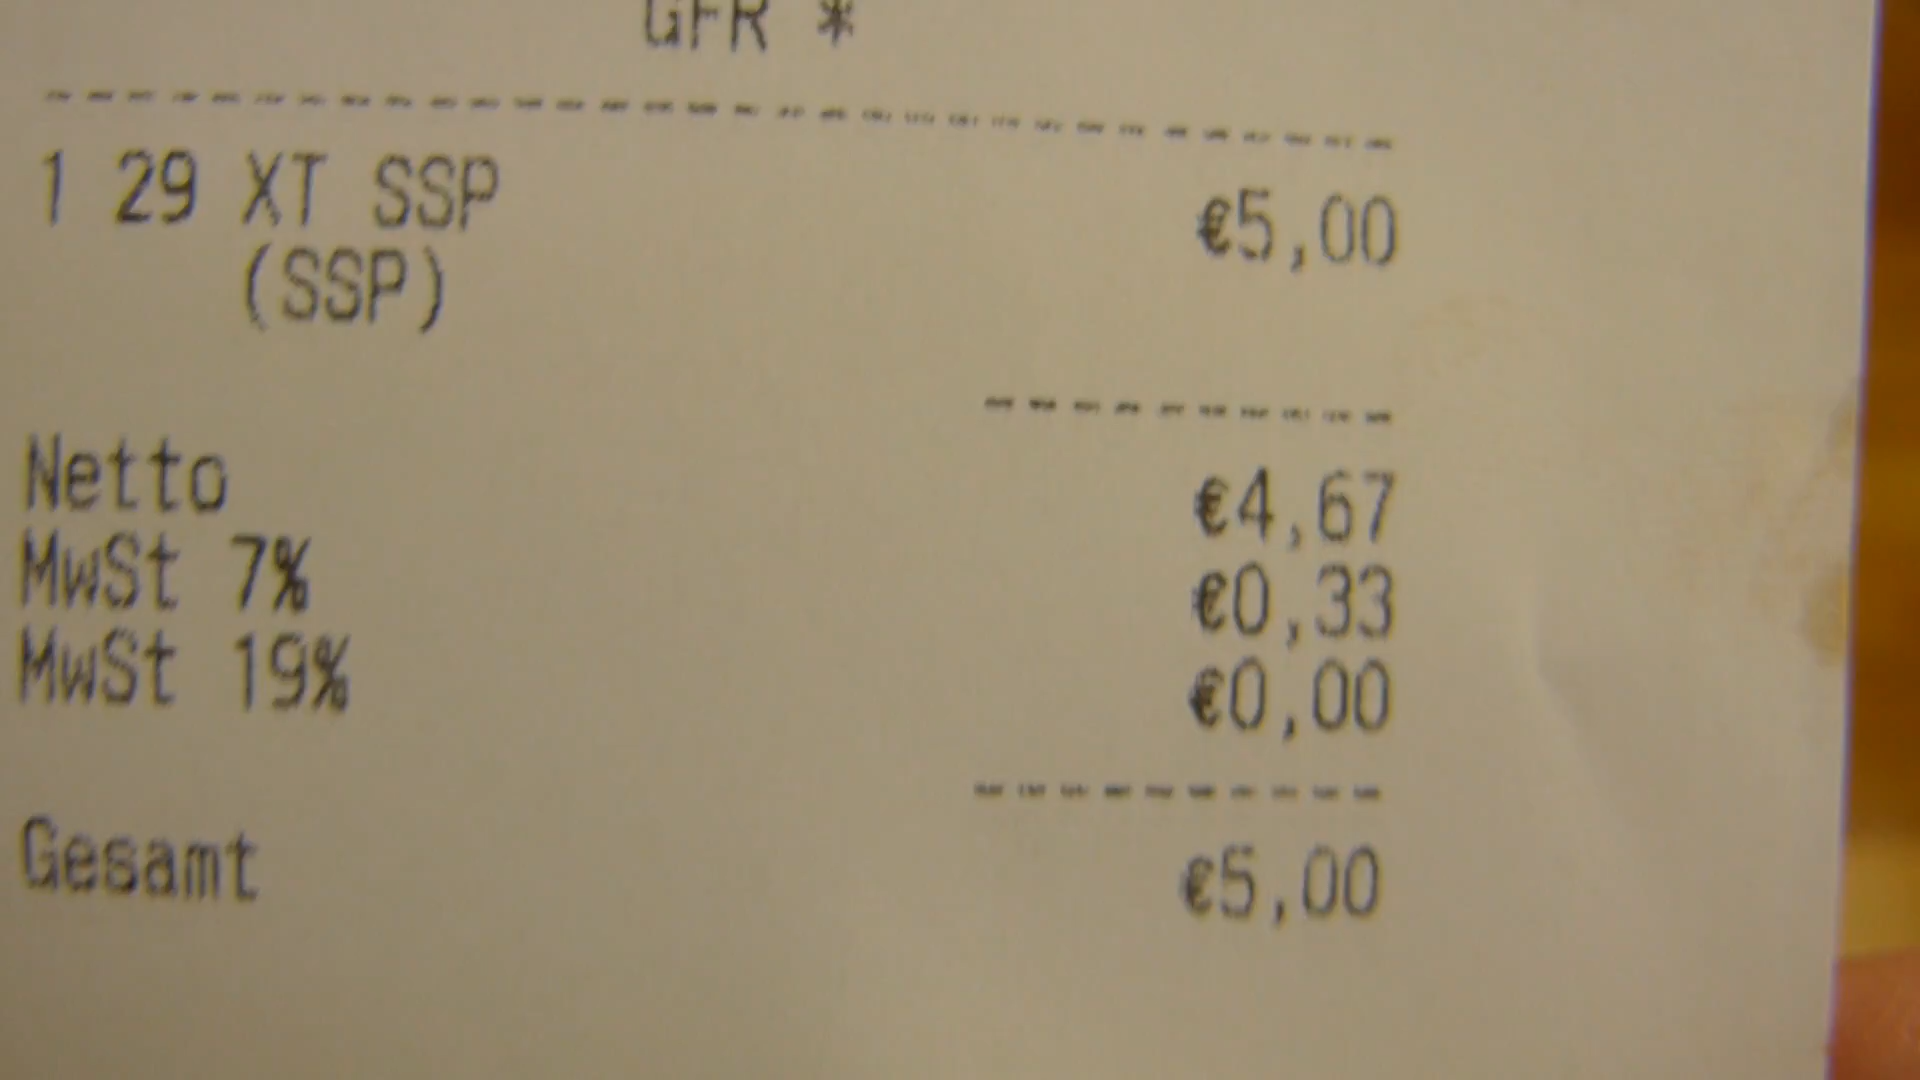 GFR *
1 29 XT SSP €5,00
(SSP)
Netto €4,67
MwSt 7% €0,33
MwSt 19% €0,00
Gesamt €5,00